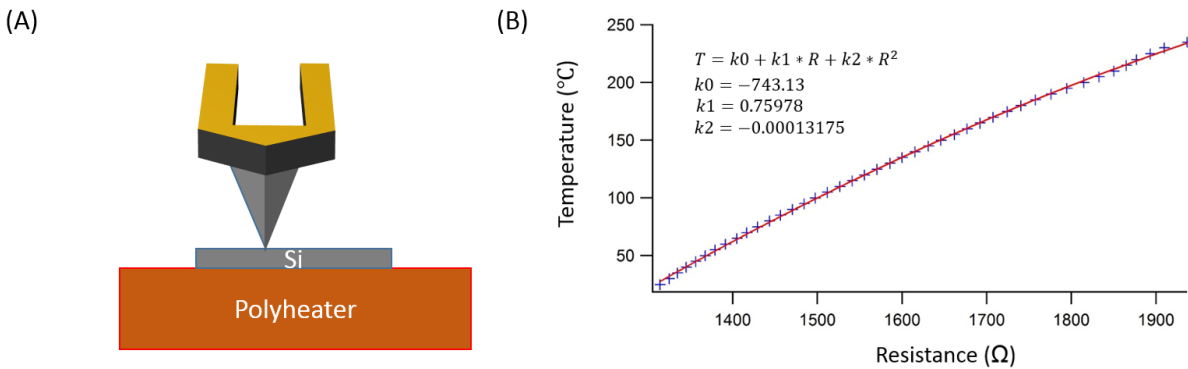 (A)
Si
Polyheater
(B)
Temperature (°C)
250
200
150
100
50
T = k0 + k1 * R + k2 * R²
k0 = −743.13
k1 = 0.75978
k2 = −0.00013175
1400 1500 1600 1700 1800 1900
Resistance (Ω)